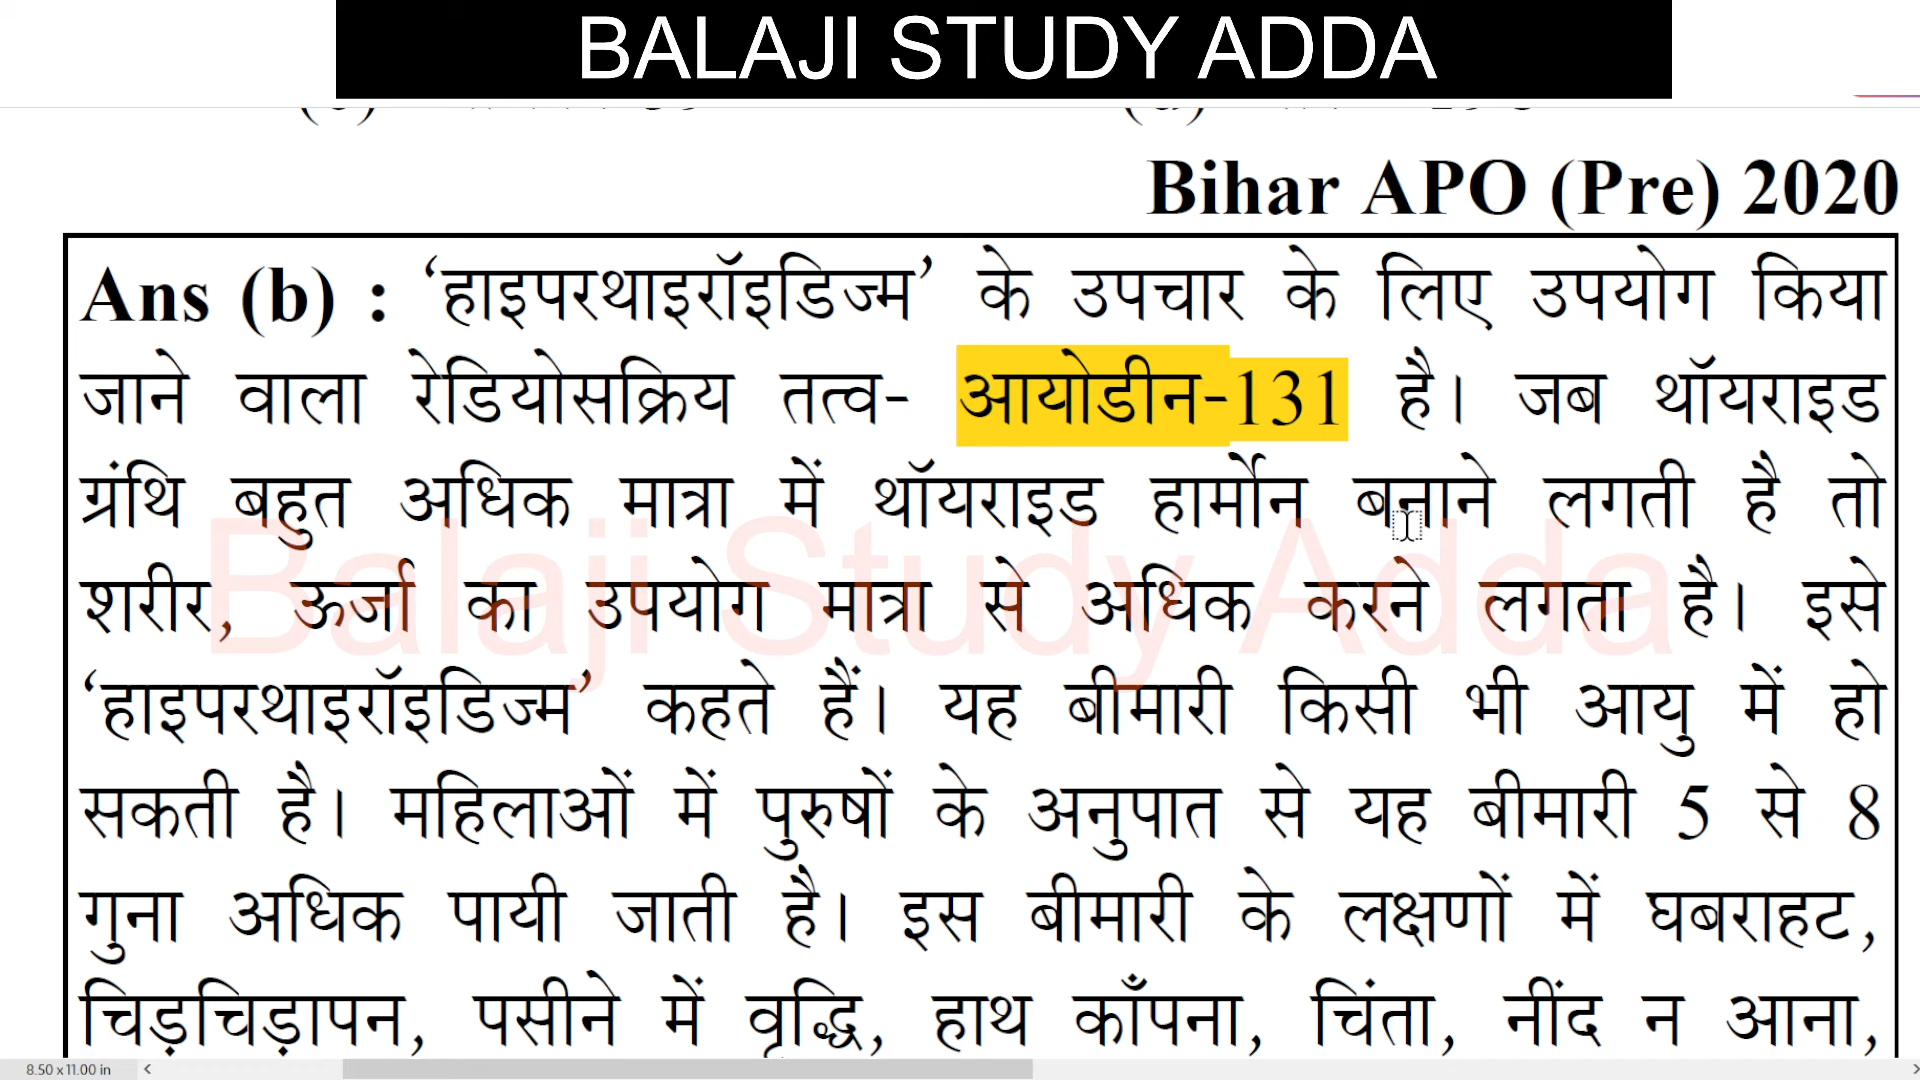 BALAJI STUDY ADDA
Bihar APO (Pre) 2020
Ans (b) : ‘हाइपरथाइरॉइडिज्म’ के उपचार के लिए उपयोग किया
जाने वाला रेडियोसक्रिय तत्व- आयोडीन-131 है। जब थॉयराइड
ग्रंथि बहुत अधिक मात्रा में थॉयराइड हार्मोन बनाने लगती है तो
शरीर, ऊर्जा का उपयोग मात्रा से अधिक करने लगता है। इसे
‘हाइपरथाइरॉइडिज्म’ कहते हैं। यह बीमारी किसी भी आयु में हो
सकती है। महिलाओं में पुरुषों के अनुपात से यह बीमारी 5 से 8
गुना अधिक पायी जाती है। इस बीमारी के लक्षणों में घबराहट,
चिड़चिड़ापन, पसीने में वृद्धि, हाथ काँपना, चिंता, नींद न आना,
Balaji Study Adda
8.50 x 11.00 in